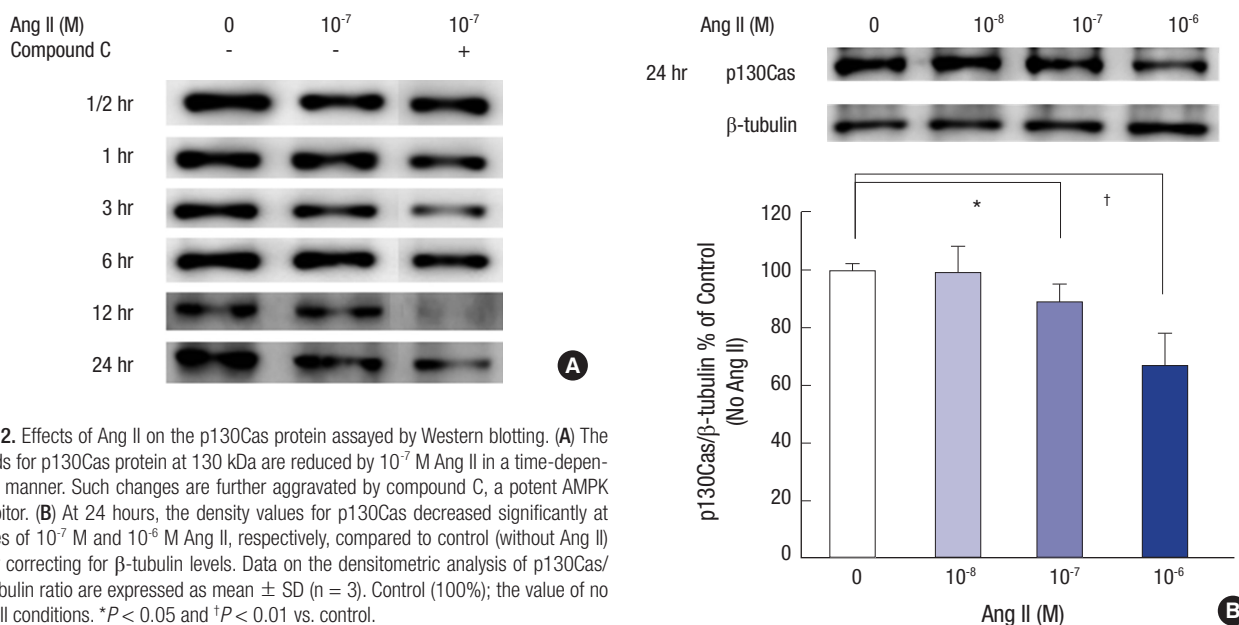 Ang II (M) 0 10⁻⁷ 10⁻⁷
Compound C - - +
1/2 hr
1 hr
3 hr
6 hr
12 hr
24 hr
A
2. Effects of Ang II on the p130Cas protein assayed by Western blotting. (A) The
ds for p130Cas protein at 130 kDa are reduced by 10⁻⁷ M Ang II in a time-depen-
manner. Such changes are further aggravated by compound C, a potent AMPK
bitor. (B) At 24 hours, the density values for p130Cas decreased significantly at
es of 10⁻⁷ M and 10⁻⁶ M Ang II, respectively, compared to control (without Ang II)
r correcting for β-tubulin levels. Data on the densitometric analysis of p130Cas/
bulin ratio are expressed as mean ± SD (n = 3). Control (100%); the value of no
II conditions. *P < 0.05 and †P < 0.01 vs. control.
Ang II (M) 0 10⁻⁸ 10⁻⁷ 10⁻⁶
24 hr p130Cas
β-tubulin
* †
120
100
80
60
40
20
0
p130Cas/β-tubulin % of Control
(No Ang II)
0 10⁻⁸ 10⁻⁷ 10⁻⁶
Ang II (M)
B